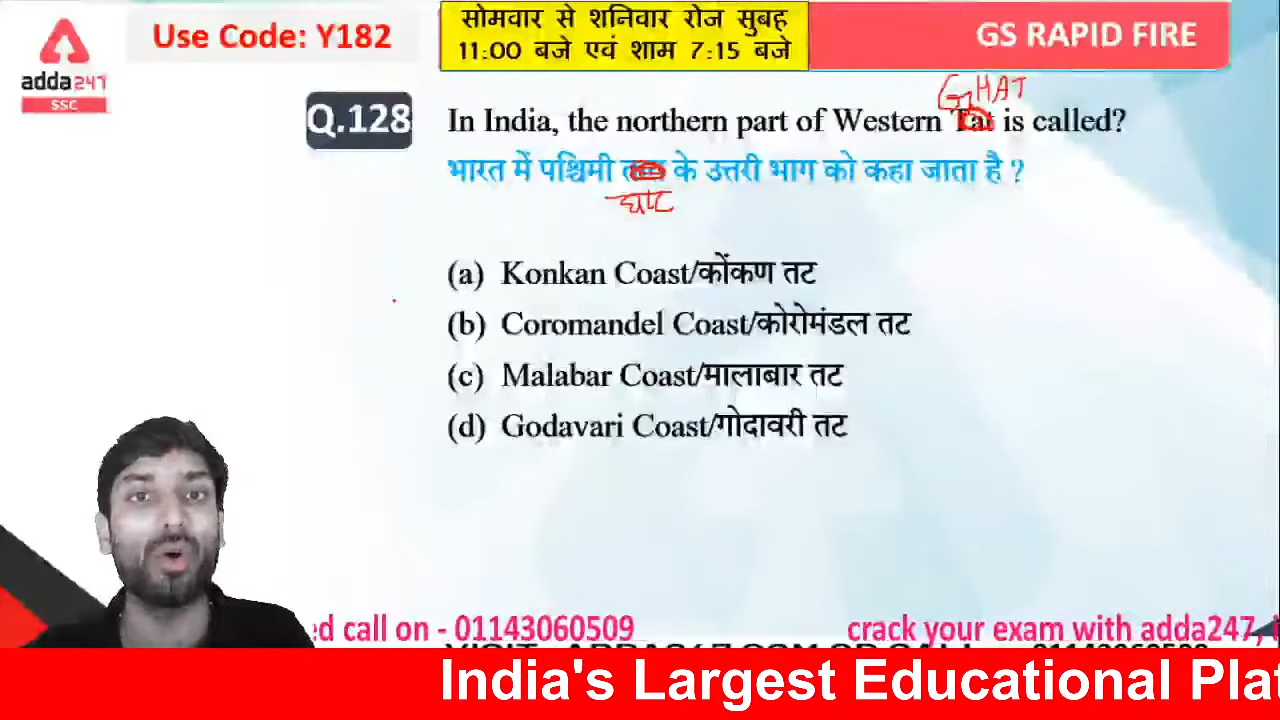 Use Code: Y182
सोमवार से शनिवार रोज सुबह
11:00 बजे एवं शाम 7:15 बजे
GS RAPID FIRE
adda247
SSC
GHAT
Q.128
In India, the northern part of Western Tat is called?
भारत में पश्चिमी के उत्तरी भाग को कहा जाता है ?
घाट
(a) Konkan Coast/कोंकण तट
(b) Coromandel Coast/कोरोमंडल तट
(c) Malabar Coast/मालाबार तट
(d) Godavari Coast/गोदावरी तट
ed call on - 01143060509 crack your exam with adda247,
India's Largest Educational Pla